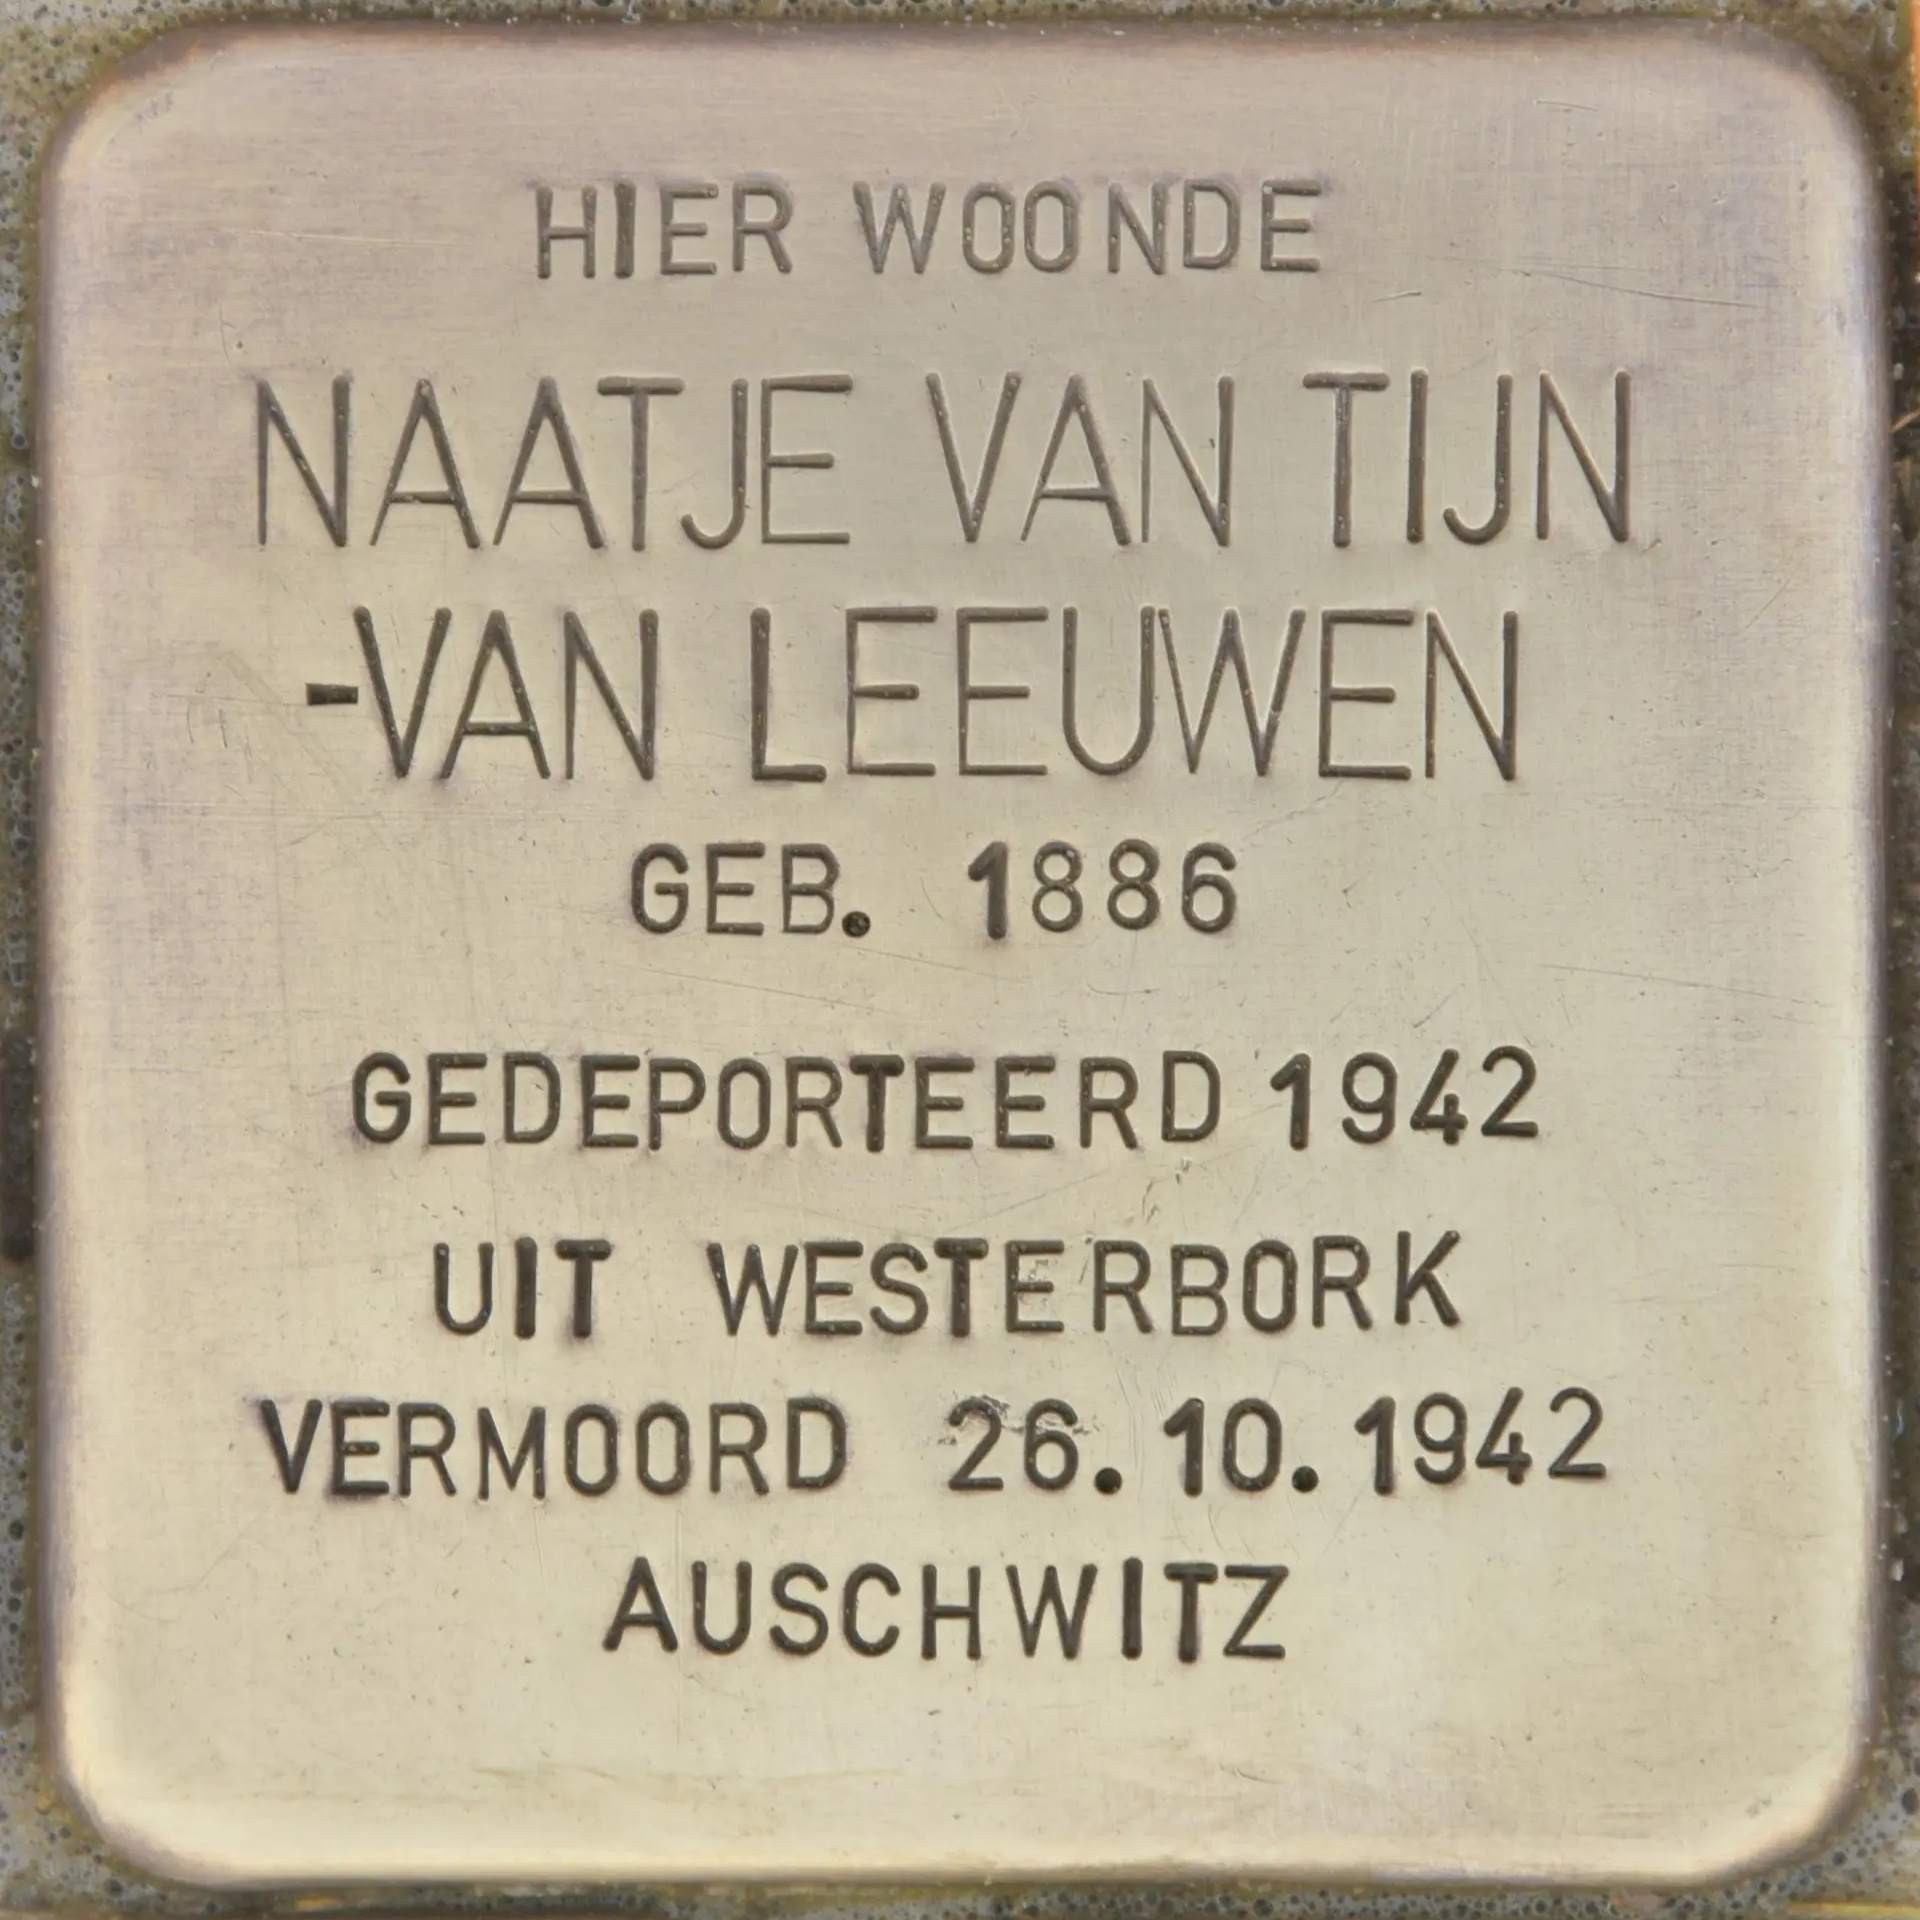 HIER WOONDE
NAATJE VAN TIJN
-VAN LEEUWEN
GEB. 1886
GEDEPORTEERD 1942
UIT WESTERBORK
VERMOORD 26.10.1942
AUSCHWITZ